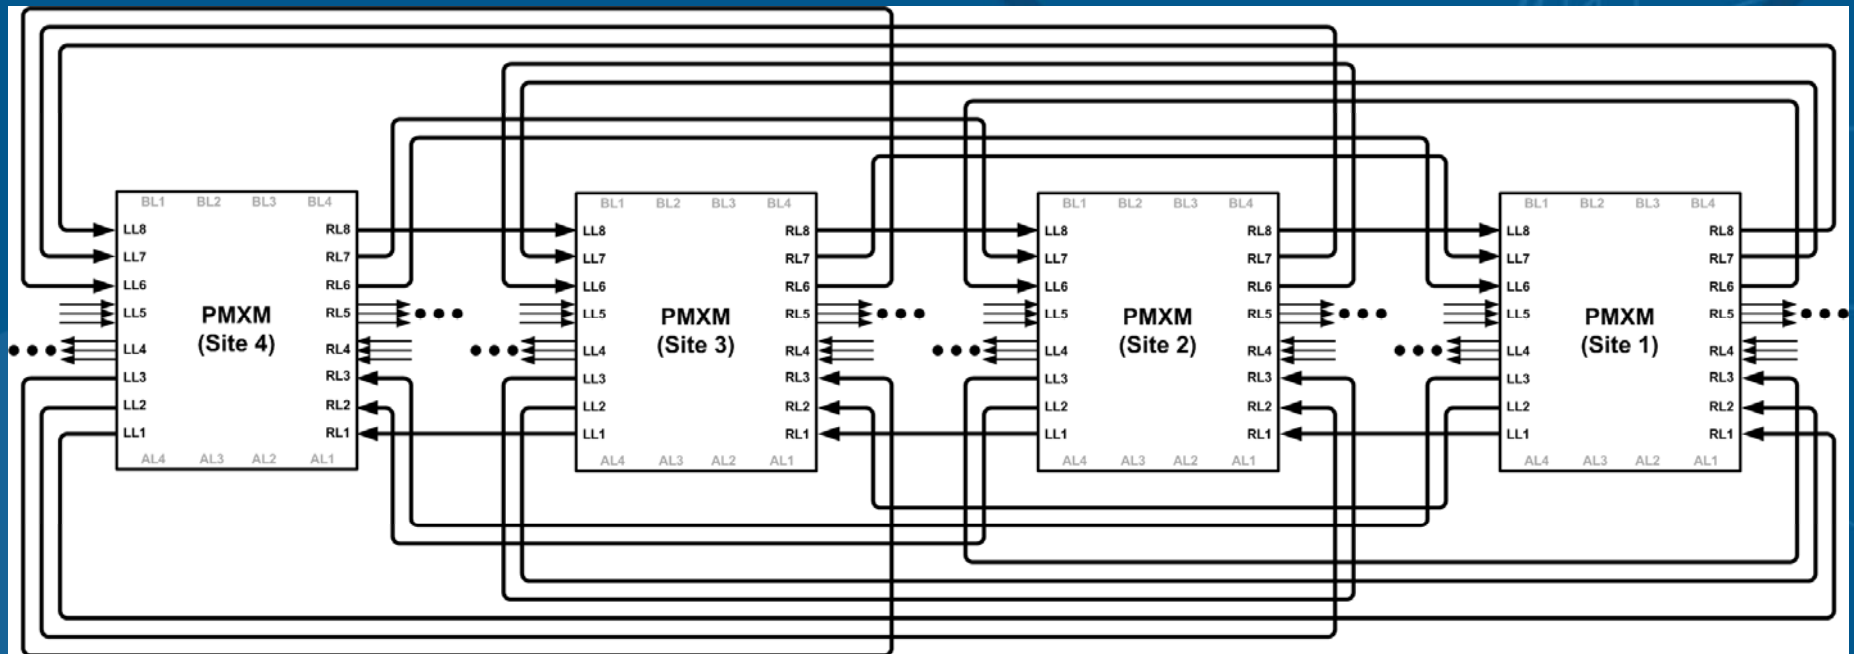 BL1 BL2 BL3 BL4 BL1 BL2 BL3 BL4 BL1 BL2 BL3 BL4 BL1 BL2 BL3 BL4
LL8 RL8 LL8 RL8 LL8 RL8 LL8 RL8
LL7 RL7 LL7 RL7 LL7 RL7 LL7 RL7
LL6 RL6 LL6 RL6 LL6 RL6 LL6 RL6
LL5 PMXM RL5 LL5 PMXM RL5 LL5 PMXM RL5 LL5 PMXM RL5
(Site 4) (Site 3) (Site 2) (Site 1)
LL4 RL4 LL4 RL4 LL4 RL4 LL4 RL4
LL3 RL3 LL3 RL3 LL3 RL3 LL3 RL3
LL2 RL2 LL2 RL2 LL2 RL2 LL2 RL2
LL1 RL1 LL1 RL1 LL1 RL1 LL1 RL1
AL4 AL3 AL2 AL1 AL4 AL3 AL2 AL1 AL4 AL3 AL2 AL1 AL4 AL3 AL2 AL1